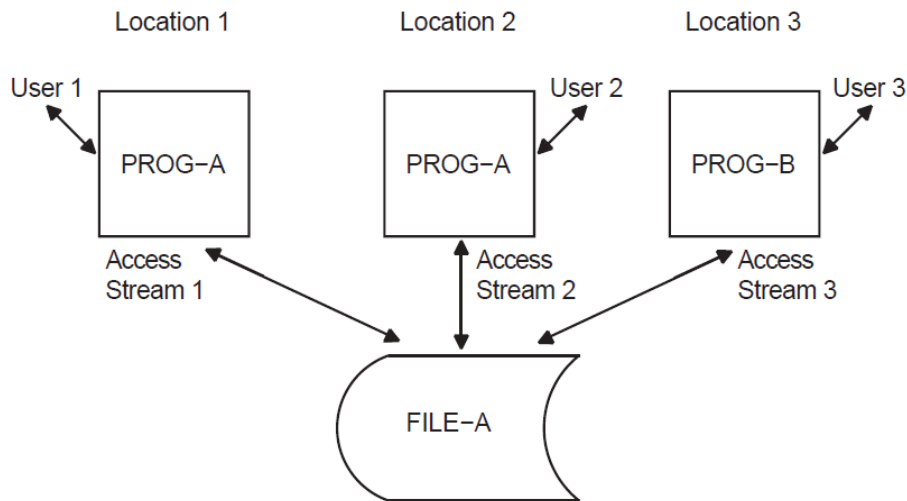 Location 1
Location 2
Location 3
User 1
User 2
User 3
PROG−A
PROG−A
PROG−B
Access
Stream 1
Access
Stream 2
Access
Stream 3
FILE−A